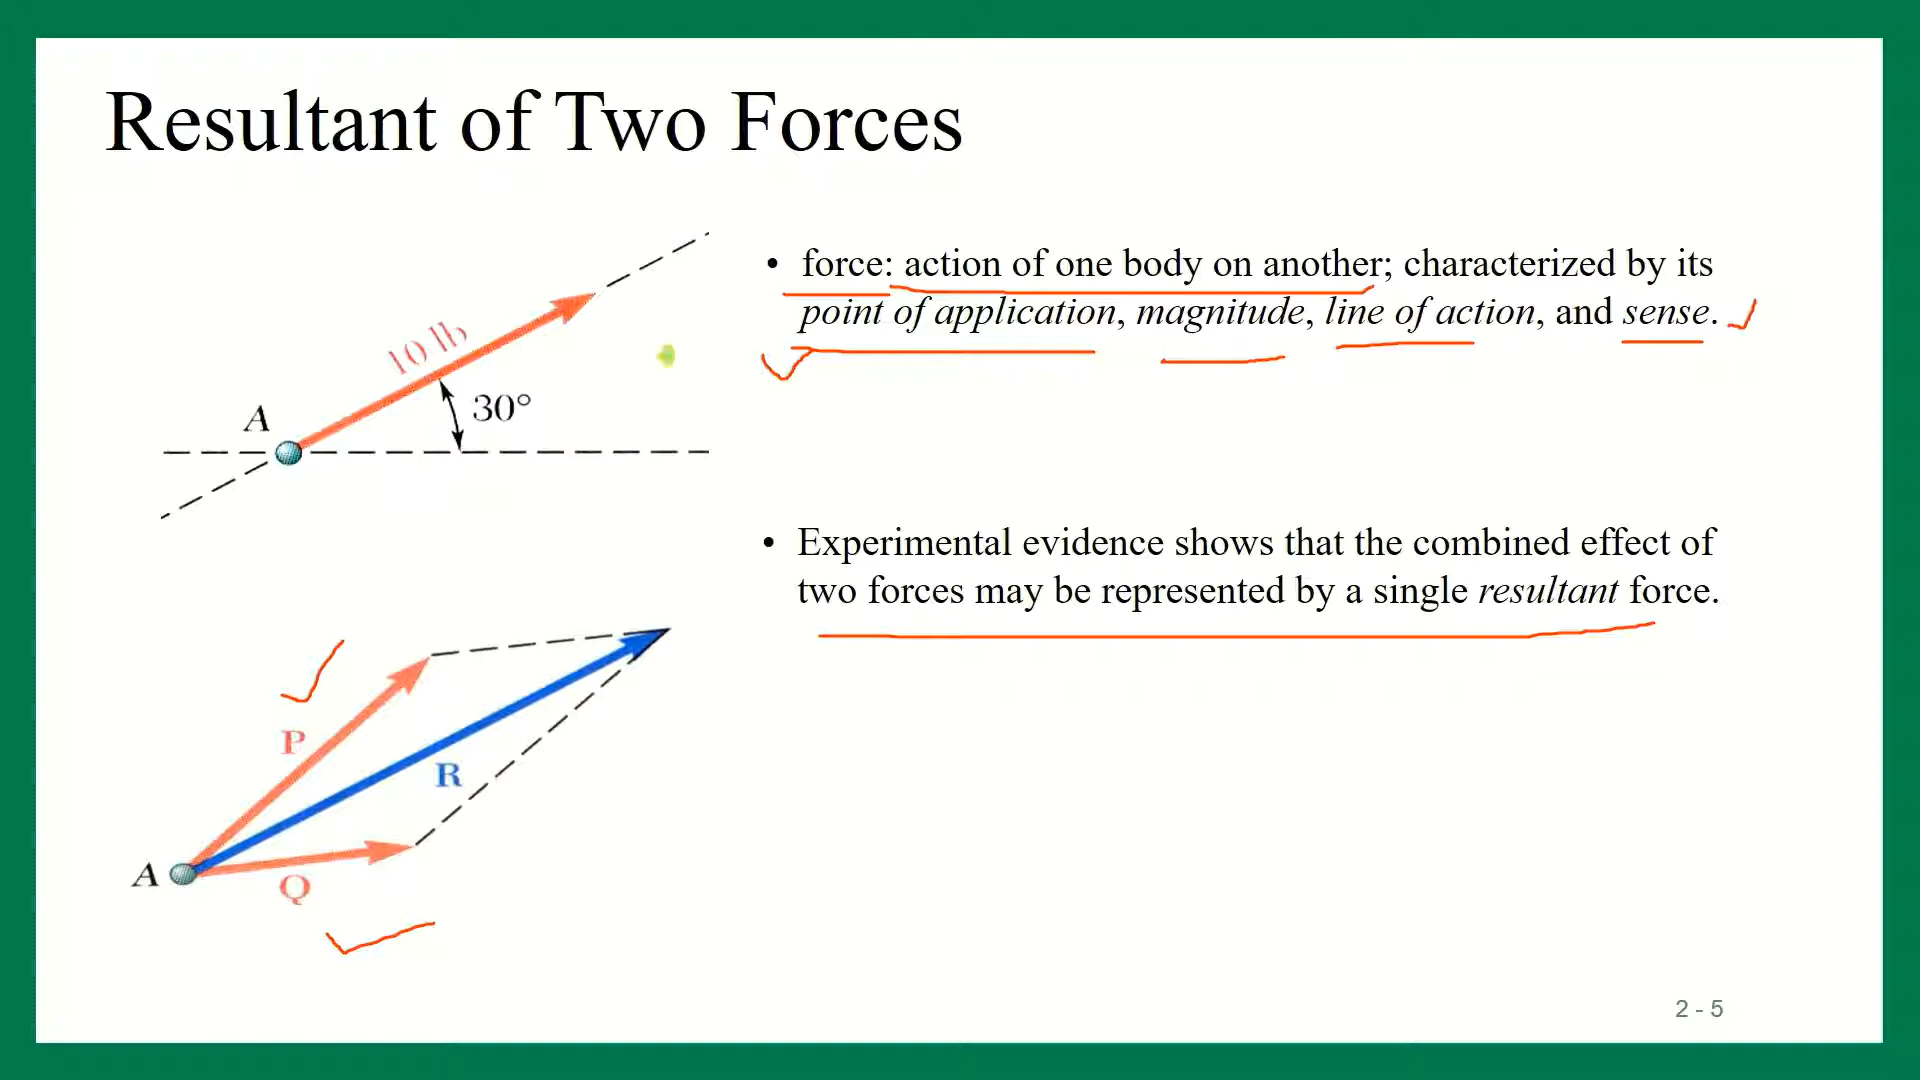 Resultant of Two Forces
10 lb
A
30°
• force: action of one body on another; characterized by its
point of application, magnitude, line of action, and sense.
• Experimental evidence shows that the combined effect of
two forces may be represented by a single resultant force.
P
R
A
Q
2 - 5